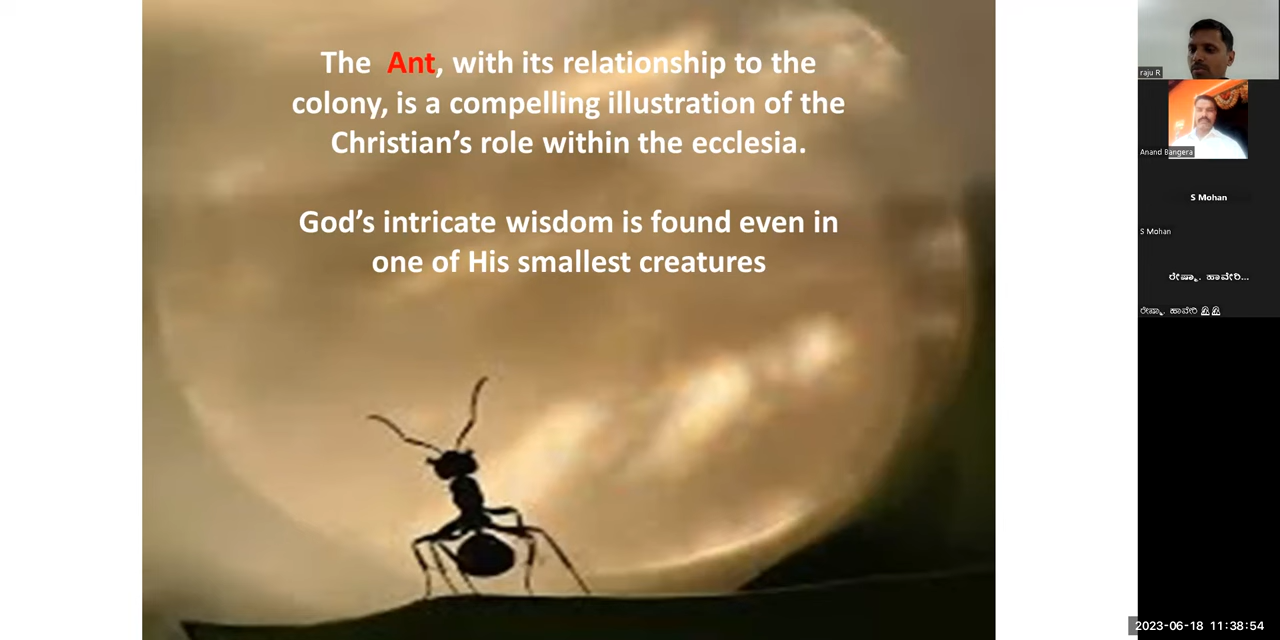 The Ant, with its relationship to the
colony, is a compelling illustration of the
Christian’s role within the ecclesia.
God’s intricate wisdom is found even in
one of His smallest creatures
raju R
Anand Bangera
S Mohan
S Mohan
ರೇಷ್ಮಾ. ಹಾವೇರಿ...
ರೇಷ್ಮಾ. ಹಾವೇರಿ
2023-06-18 11:38:54